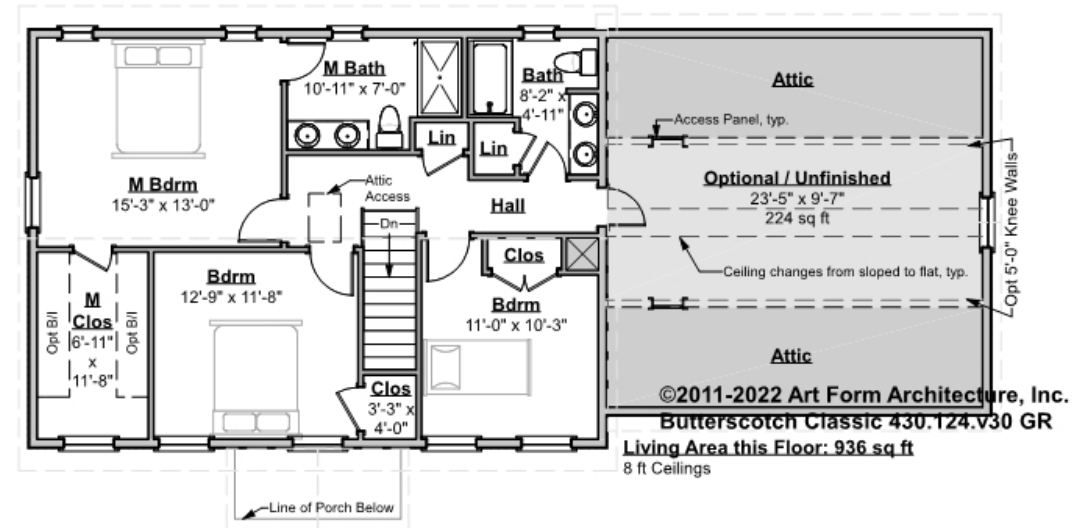 M Bath
10'-11" x 7'-0"
Bath
8'-2" x
4'-11"
Attic
Access Panel, typ.
Lin
Lin
M Bdrm
15'-3" x 13'-0"
Attic
Access
Dn
Hall
Optional / Unfinished
23'-5" x 9'-7"
224 sq ft
Opt 5'-0" Knee Walls
Ceiling changes from sloped to flat, typ.
M
Clos
6'-11"
x
11'-8"
Opt B/I
Opt B/I
Bdrm
12'-9" x 11'-8"
Clos
Bdrm
11'-0" x 10'-3"
Clos
3'-3" x
4'-0"
Attic
©2011-2022 Art Form Architecture, Inc.
Butterscotch Classic 430.124.v30 GR
Living Area this Floor: 936 sq ft
8 ft Ceilings
Line of Porch Below